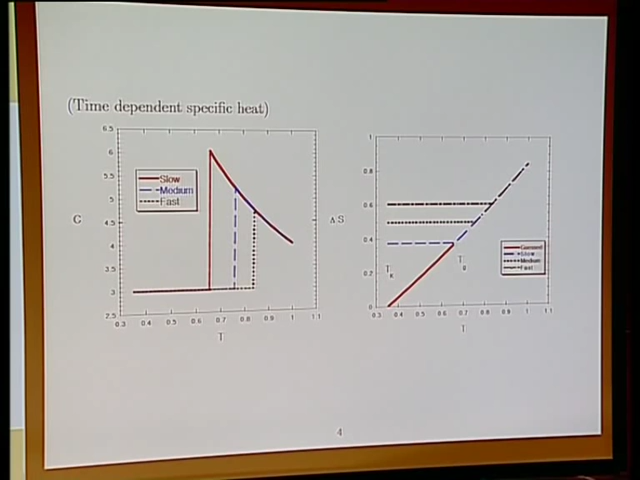 (Time dependent specific heat)
6.5
6
5.5
5
4.5
4
3.5
3
2.5
C
Slow
Medium
Fast
0.3 0.4 0.5 0.6 0.7 0.8 0.9 1 1.1
T
1
0.8
0.6
0.4
0.2
0
Δ S
T_K
T_g
Slow
Medium
Fast
0.3 0.4 0.5 0.6 0.7 0.8 0.9 1 1.1
T
4